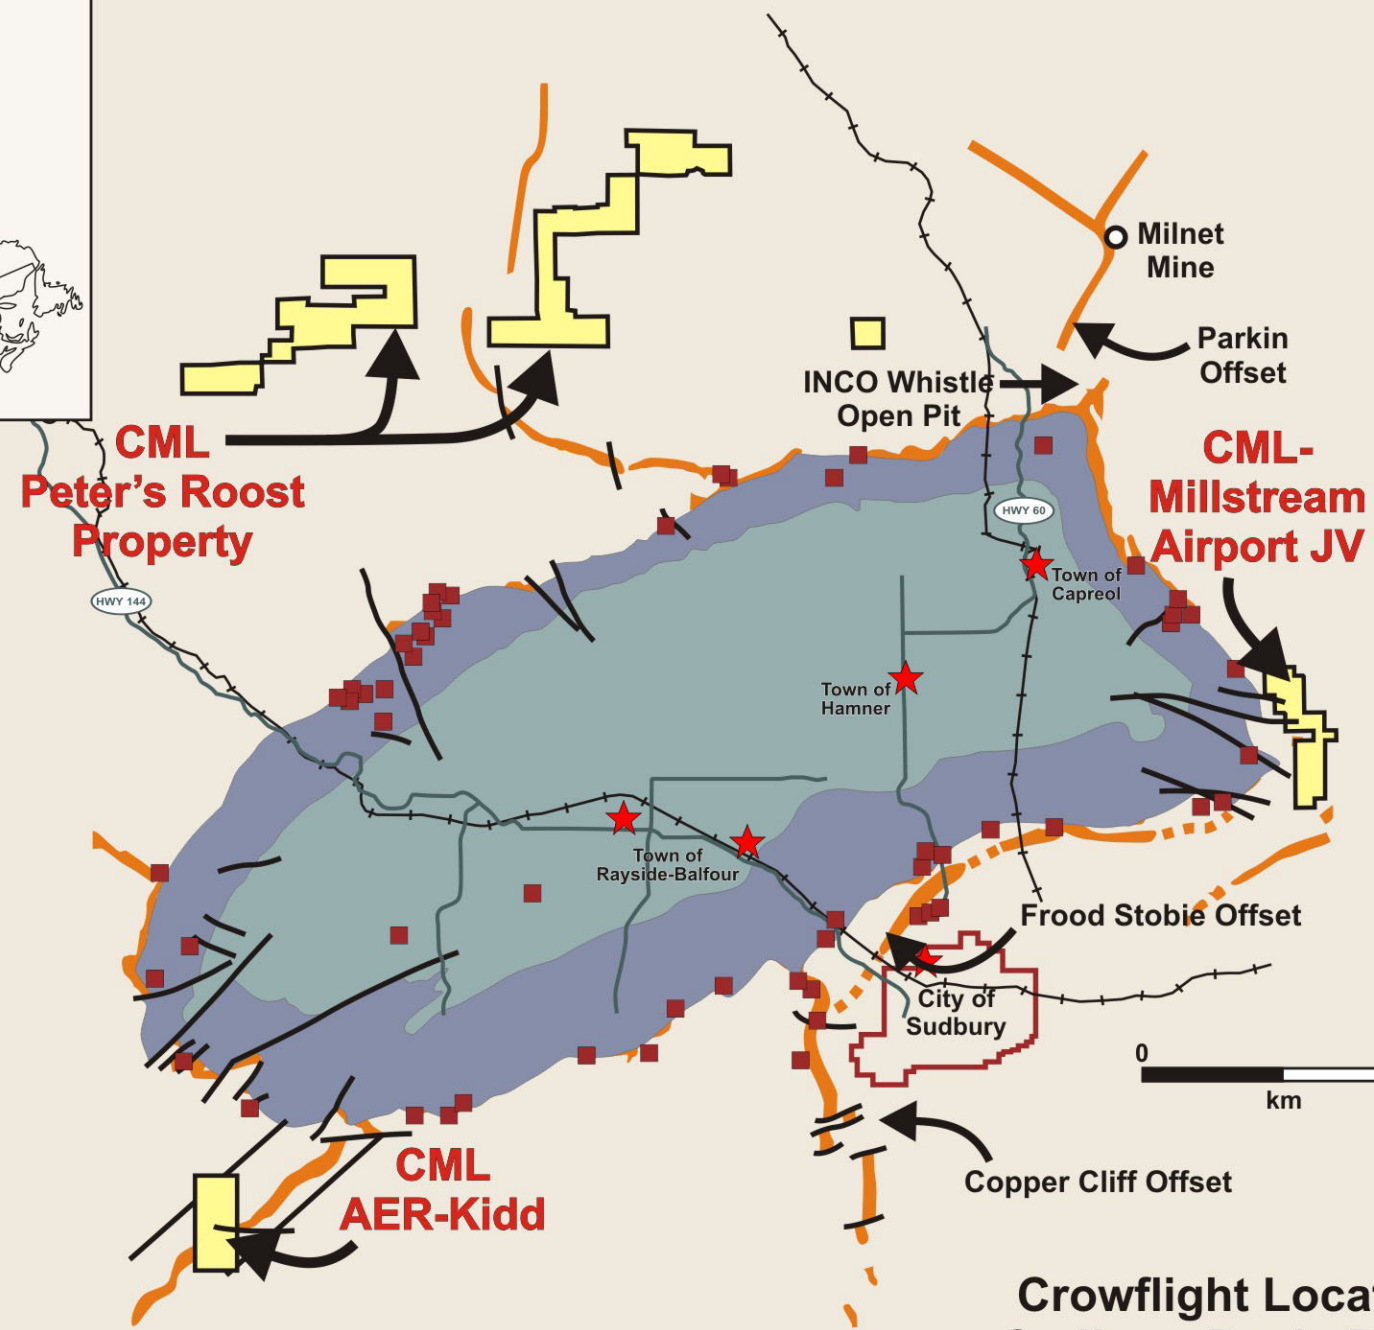 Milnet
Mine
Parkin
Offset
INCO Whistle
Open Pit
CML
Peter's Roost
Property
CML-
Millstream
Airport JV
HWY 60
HWY 144
Town of
Capreol
Town of
Hamner
Town of
Rayside-Balfour
Frood Stobie Offset
City of
Sudbury
0
km
Copper Cliff Offset
CML
AER-Kidd
Crowflight Loca